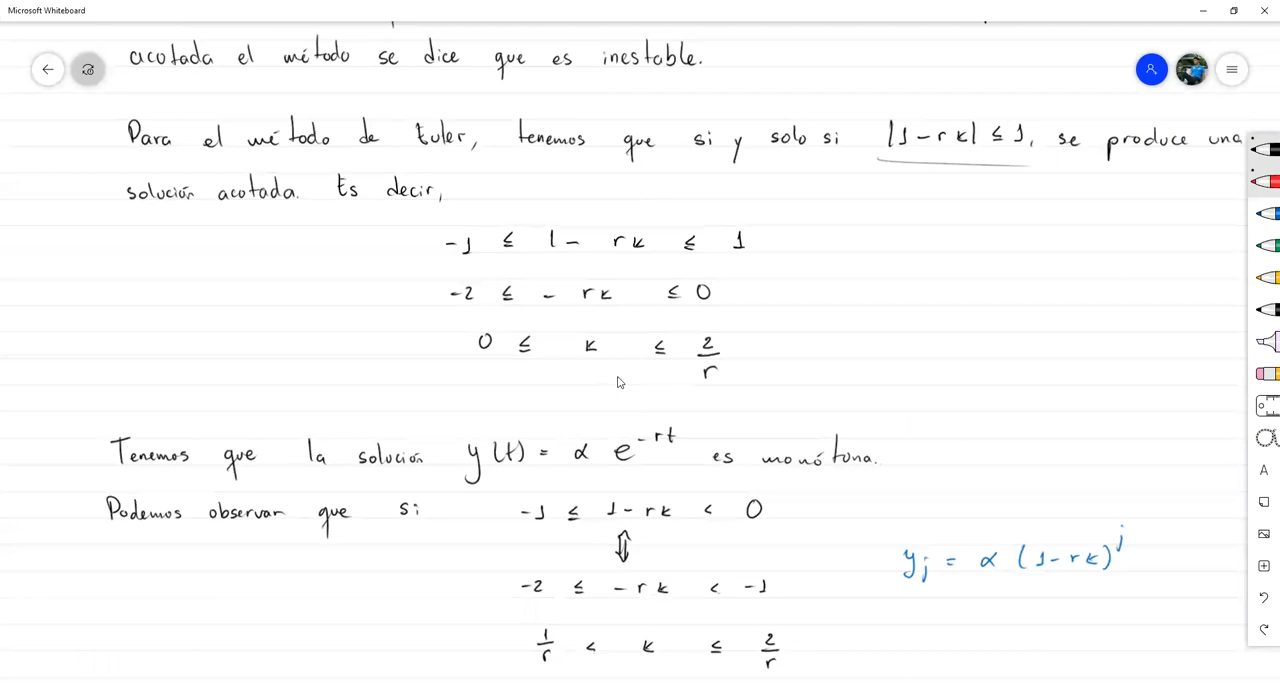 Microsoft Whiteboard
acotada el método se dice que es inestable.
Para el método de Euler, tenemos que si y solo si |1 - rk| ≤ 1, se produce una
solución acotada. Es decir,
-1 ≤ 1 - rk ≤ 1
-2 ≤ - rk ≤ 0
0 ≤ k ≤ 2/r
Tenemos que la solución y(t) = α e^{-rt} es monótona.
Podemos observar que si -1 ≤ 1 - rk < 0
⇕
y_j = α (1 - rk)^j
-2 ≤ - rk < -1
1/r < k ≤ 2/r
A